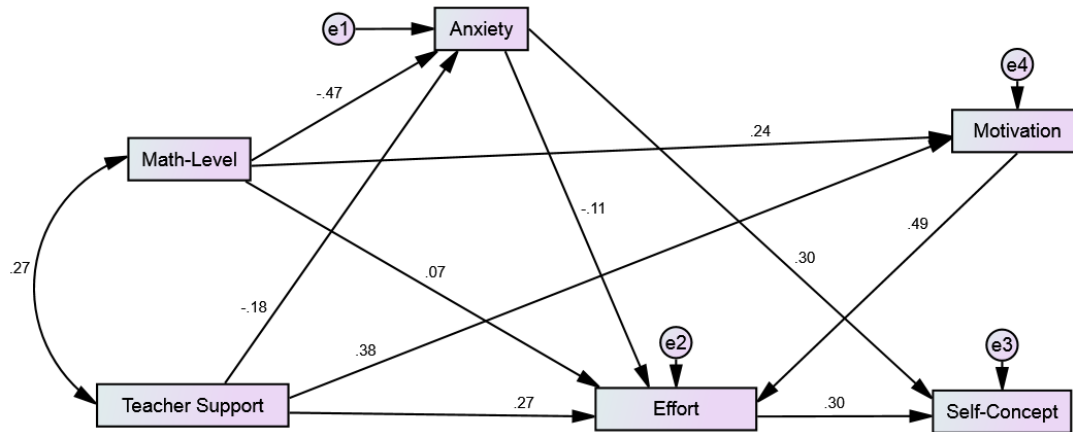 e1
Anxiety
e4
Motivation
-.47
.24
Math-Level
-.11
.49
.27
.07
.30
-.18
.38
e2
e3
Teacher Support
.27
Effort
.30
Self-Concept